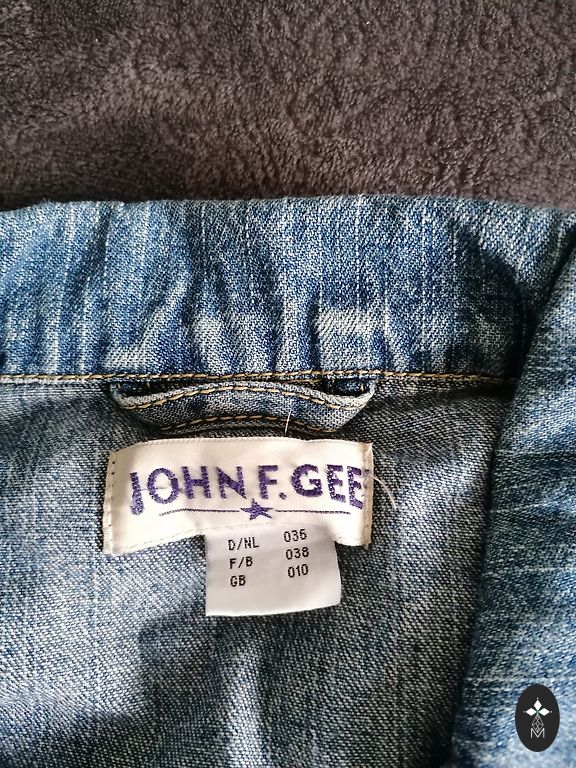 JOHN F. GEE
D/NL 036
F/B 038
GB 010
M